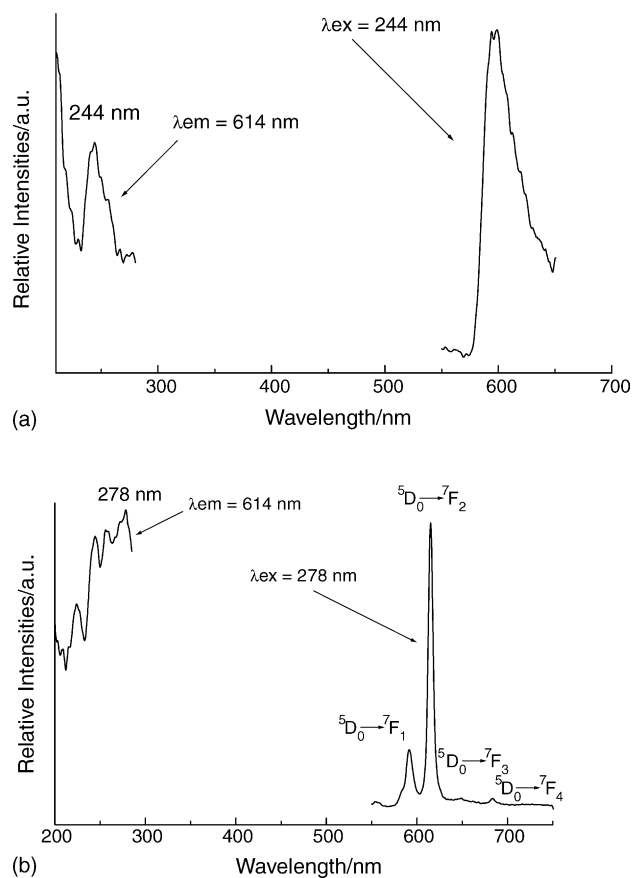 λex = 244 nm
244 nm
λem = 614 nm
Relative Intensities/a.u.
300 400 500 600 700
Wavelength/nm
(a)
⁵D₀→⁷F₂
278 nm
λem = 614 nm
λex = 278 nm
Relative Intensities/a.u.
⁵D₀→⁷F₁
⁵D₀→⁷F₃
⁵D₀→⁷F₄
200 300 400 500 600 700
Wavelength/nm
(b)